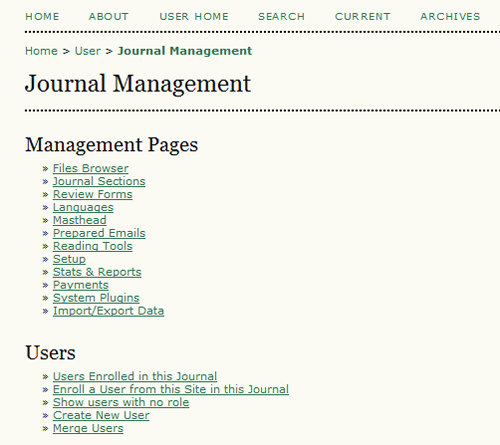 HOME ABOUT USER HOME SEARCH CURRENT ARCHIVES
Home > User > Journal Management
Journal Management
Management Pages
» Files Browser
» Journal Sections
» Review Forms
» Languages
» Masthead
» Prepared Emails
» Reading Tools
» Setup
» Stats & Reports
» Payments
» System Plugins
» Import/Export Data
Users
» Users Enrolled in this Journal
» Enroll a User from this Site in this Journal
» Show users with no role
» Create New User
» Merge Users